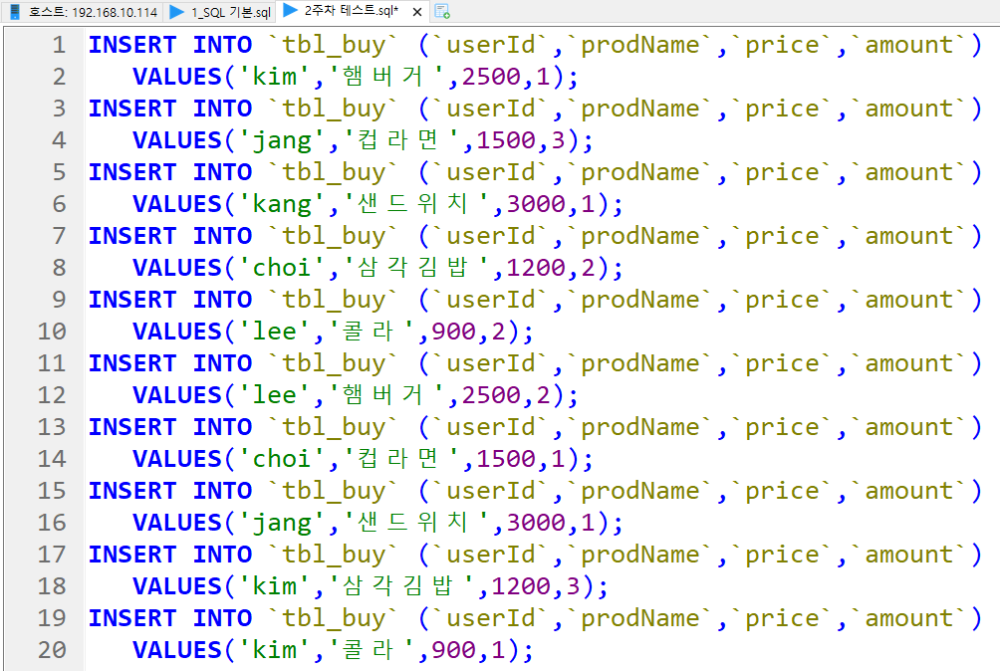 호스트: 192.168.10.114 1_SQL 기본.sql 2주차 테스트.sql*
1 INSERT INTO `tbl_buy` (`userId`,`prodName`,`price`,`amount`)
2 VALUES('kim','햄버거',2500,1);
3 INSERT INTO `tbl_buy` (`userId`,`prodName`,`price`,`amount`)
4 VALUES('jang','컵라면',1500,3);
5 INSERT INTO `tbl_buy` (`userId`,`prodName`,`price`,`amount`)
6 VALUES('kang','샌드위치',3000,1);
7 INSERT INTO `tbl_buy` (`userId`,`prodName`,`price`,`amount`)
8 VALUES('choi','삼각김밥',1200,2);
9 INSERT INTO `tbl_buy` (`userId`,`prodName`,`price`,`amount`)
10 VALUES('lee','콜라',900,2);
11 INSERT INTO `tbl_buy` (`userId`,`prodName`,`price`,`amount`)
12 VALUES('lee','햄버거',2500,2);
13 INSERT INTO `tbl_buy` (`userId`,`prodName`,`price`,`amount`)
14 VALUES('choi','컵라면',1500,1);
15 INSERT INTO `tbl_buy` (`userId`,`prodName`,`price`,`amount`)
16 VALUES('jang','샌드위치',3000,1);
17 INSERT INTO `tbl_buy` (`userId`,`prodName`,`price`,`amount`)
18 VALUES('kim','삼각김밥',1200,3);
19 INSERT INTO `tbl_buy` (`userId`,`prodName`,`price`,`amount`)
20 VALUES('kim','콜라',900,1);